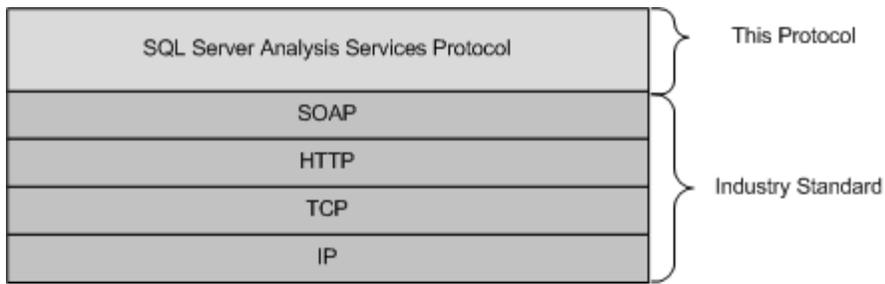 SQL Server Analysis Services Protocol
This Protocol
SOAP
HTTP
TCP
IP
Industry Standard